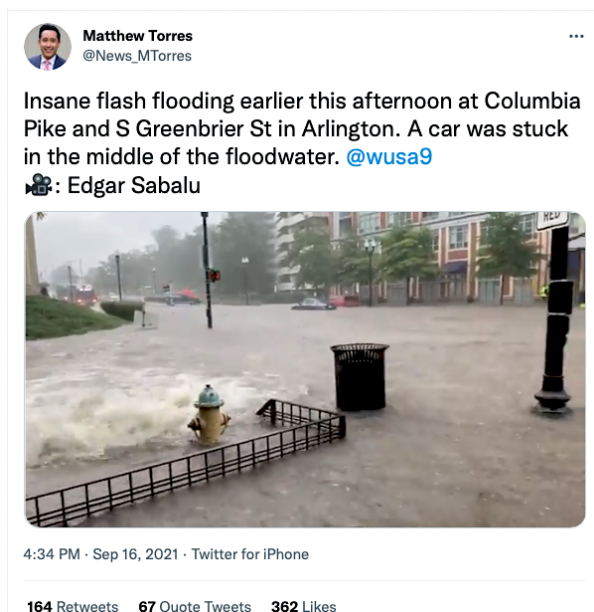 Matthew Torres
@News_MTorres
Insane flash flooding earlier this afternoon at Columbia
Pike and S Greenbrier St in Arlington. A car was stuck
in the middle of the floodwater. @wusa9
: Edgar Sabalu
RED
4:34 PM · Sep 16, 2021 · Twitter for iPhone
164 Retweets 67 Quote Tweets 362 Likes